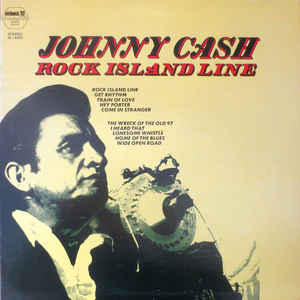 JOHNNY CASH
ROCK ISLAND LINE
STEREO
ROCK ISLAND LINE
GET RHYTHM
TRAIN OF LOVE
HEY PORTER
COME IN STRANGER
THE WRECK OF THE OLD 97
I HEARD THAT
LONESOME WHISTLE
HOME OF THE BLUES
WIDE OPEN ROAD